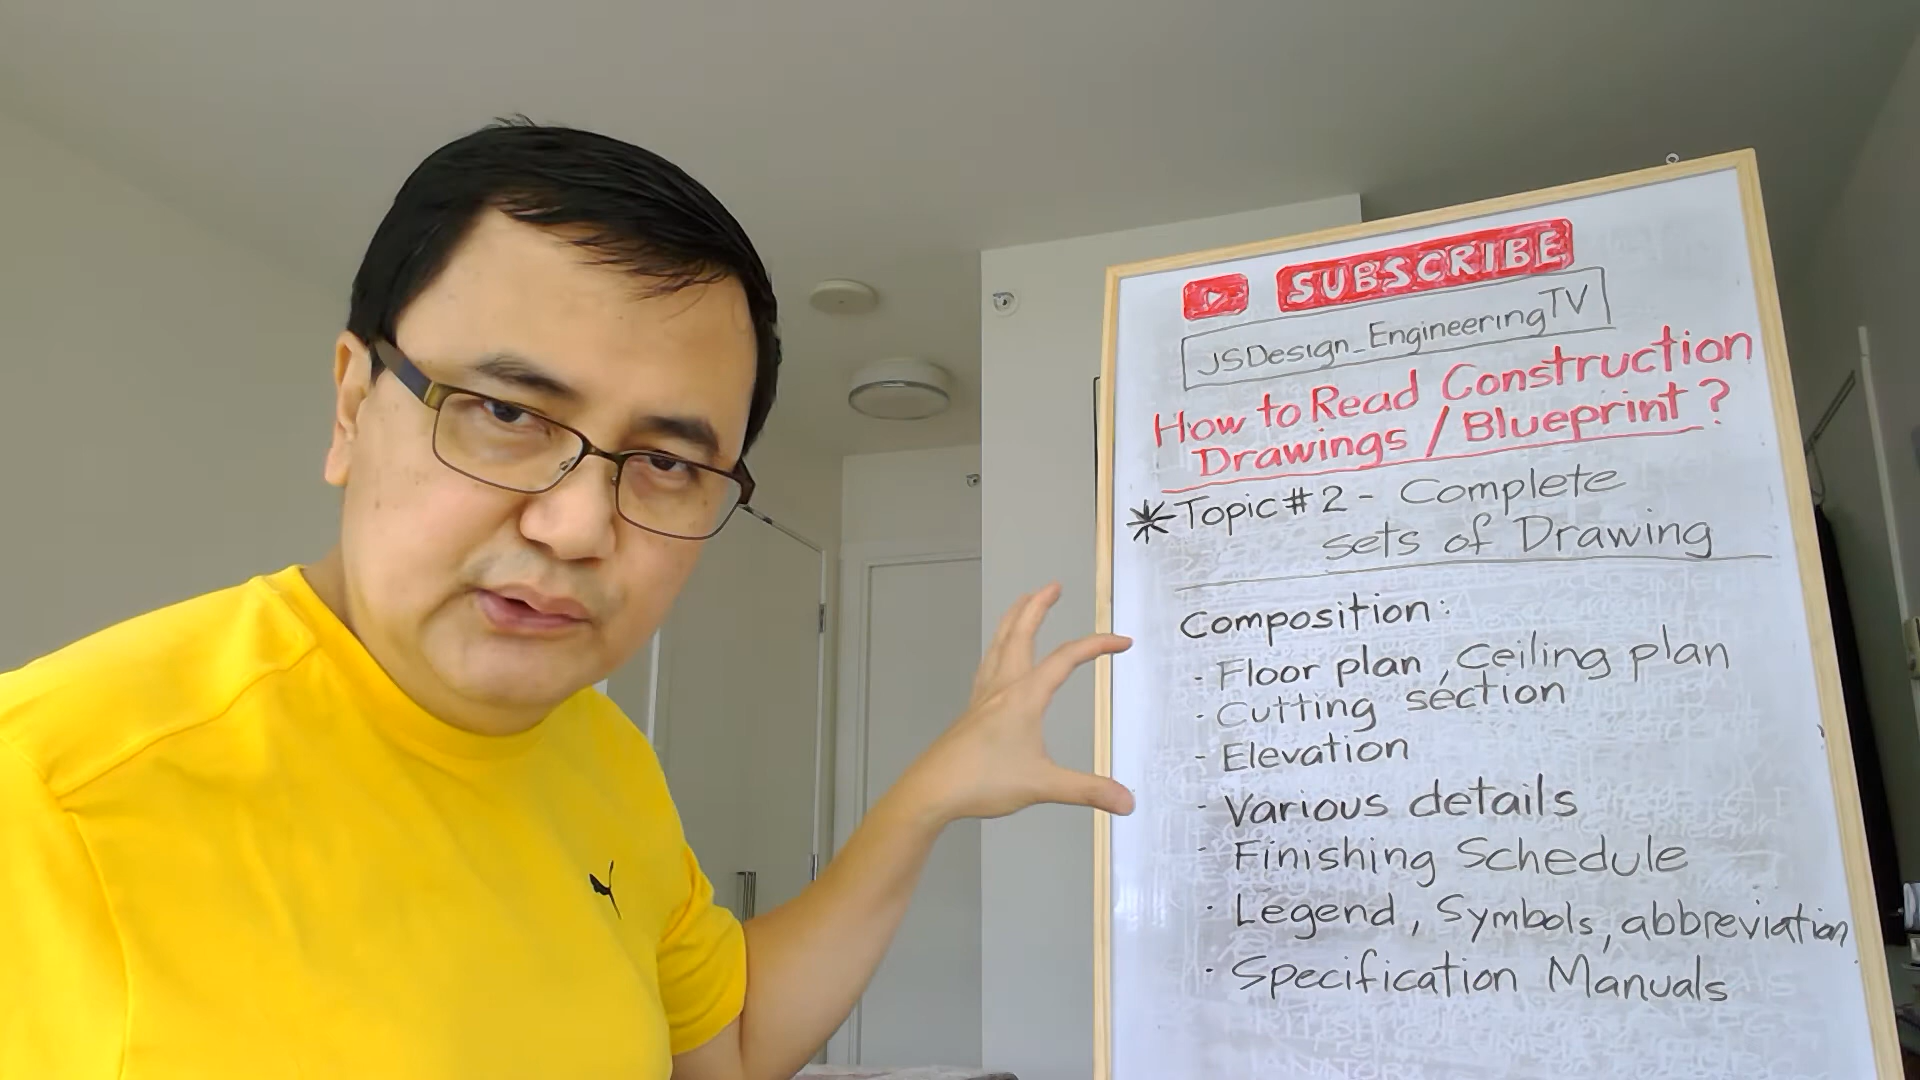 SUBSCRIBE
JSDesign_EngineeringTV
How to Read Construction
Drawings / Blueprint ?
* Topic # 2 - Complete
sets of Drawing
Composition:
- Floor plan, Ceiling plan
- Cutting section
- Elevation
- Various details
- Finishing Schedule
- Legend, Symbols, abbreviation
- Specification Manuals